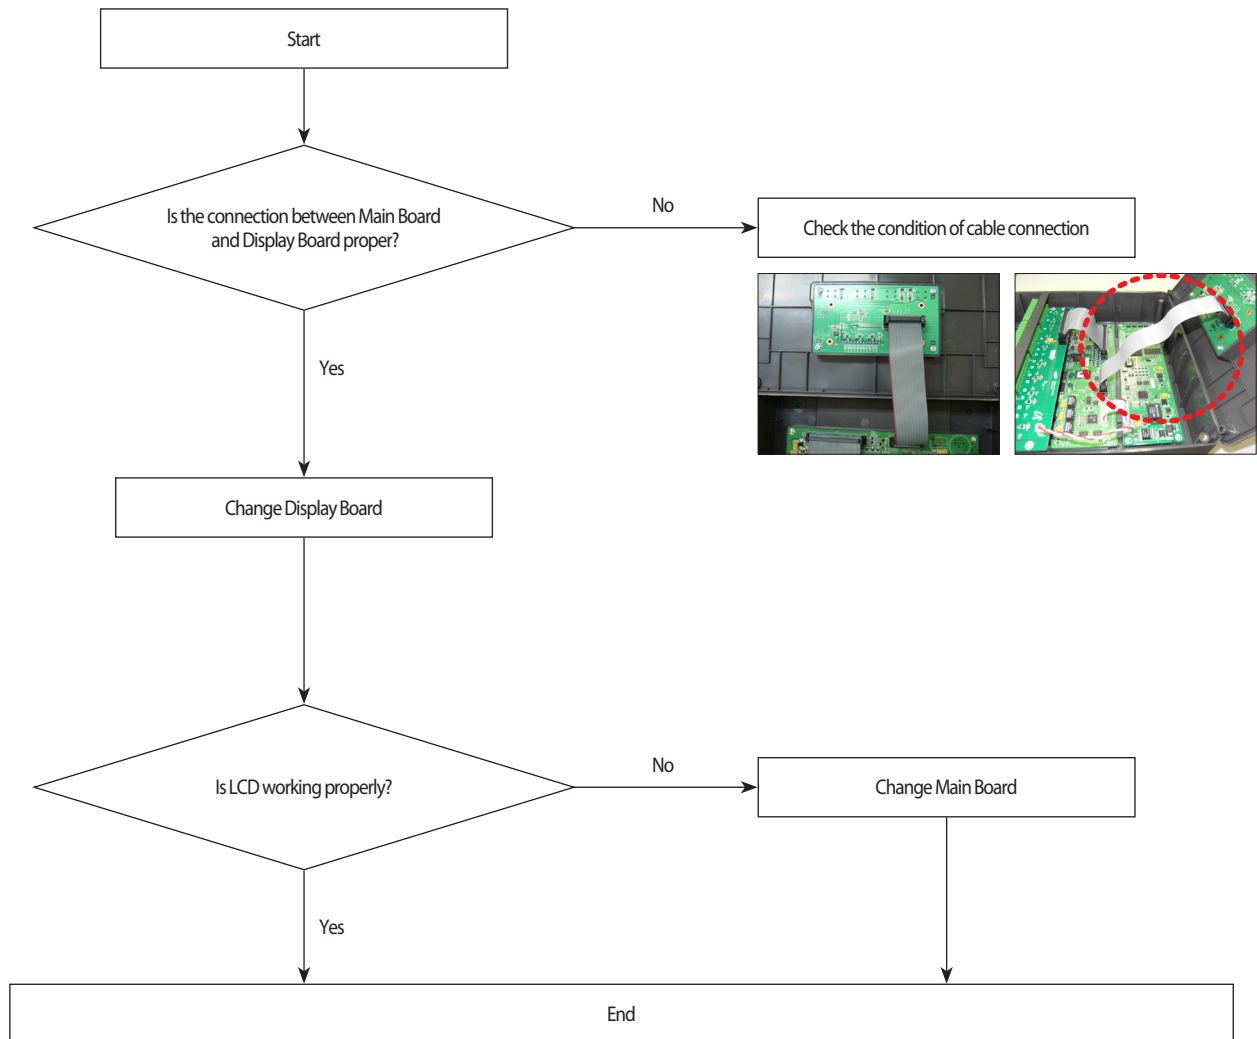 Start
Is the connection between Main Board
and Display Board proper?
No
Check the condition of cable connection
Yes
Change Display Board
Is LCD working properly?
No
Change Main Board
Yes
End